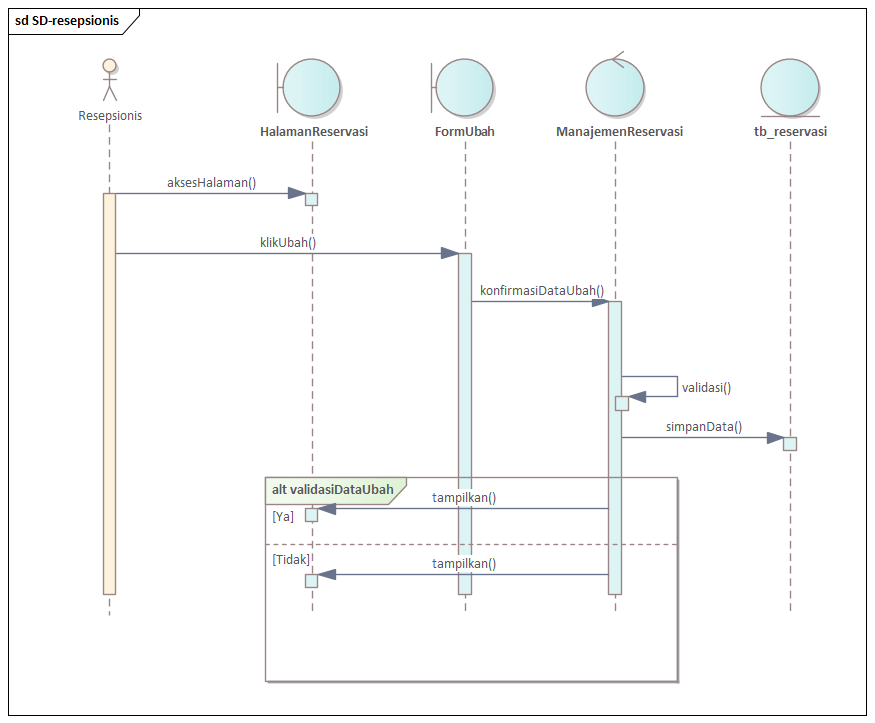 sd SD-resepsionis
Resepsionis
HalamanReservasi
FormUbah
ManajemenReservasi
tb_reservasi
aksesHalaman()
klikUbah()
konfirmasiDataUbah()
validasi()
simpanData()
alt validasiDataUbah
tampilkan()
[Ya]
[Tidak]
tampilkan()